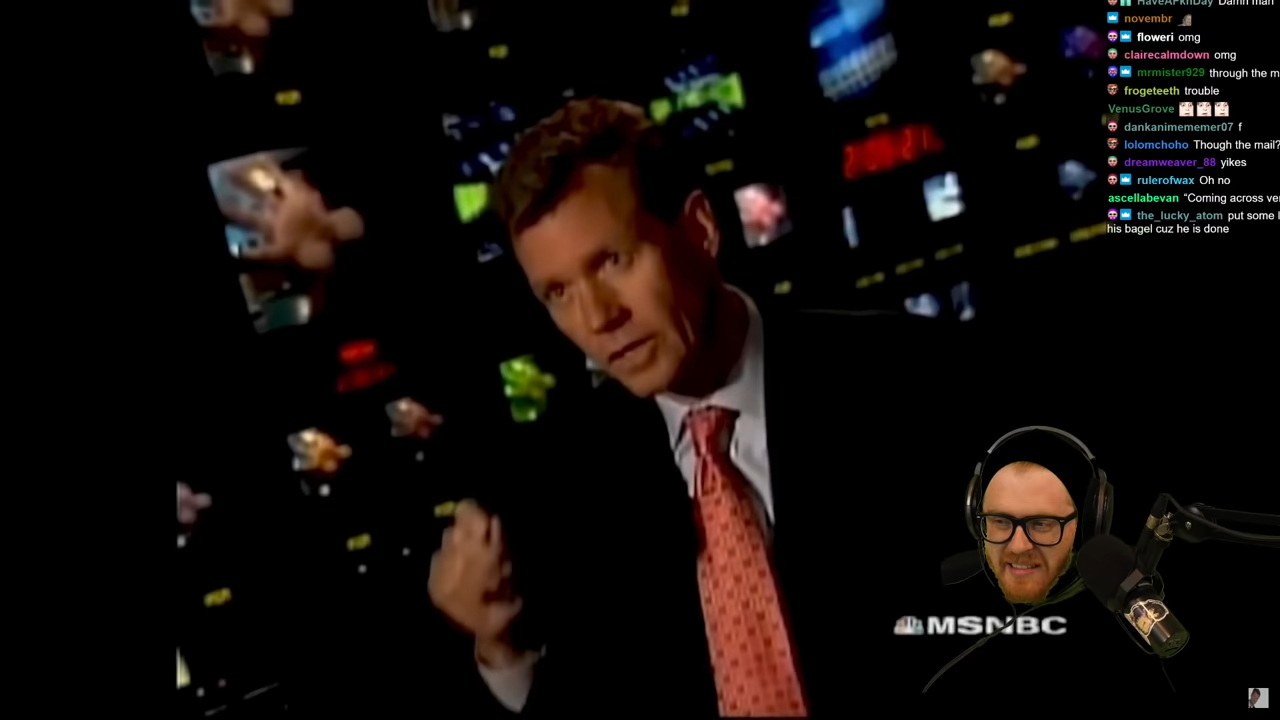 HaveAFknDay Damn man
novembr
floweri omg
clairecalmdown omg
mrmister929 through the m
frogeteeth trouble
VenusGrove
dankanimememer07 f
lolomchoho Though the mail?
dreamweaver_88 yikes
rulerofwax Oh no
ascellabevan “Coming across ve
the_lucky_atom put some
his bagel cuz he is done
MSNBC